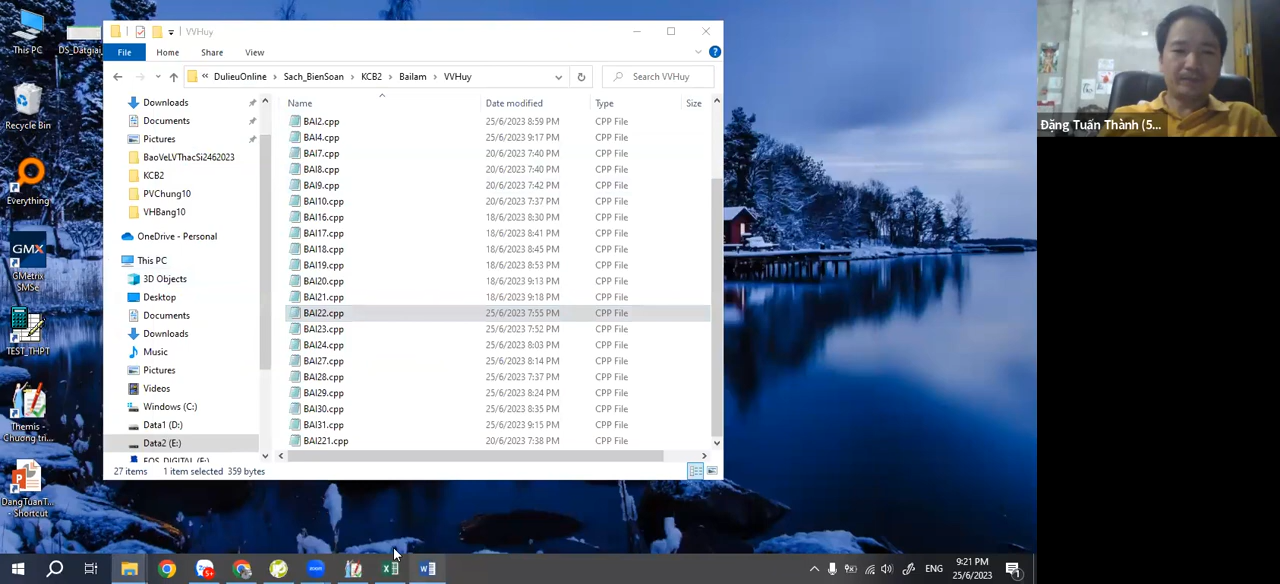 This PC
DS_Datgiai
Recycle Bin
Everything
GMX
GMetrix
SMSe
TEST_THPT
Themis -
Chuong tri...
DangTuanT...
- Shortcut
VVHuy
File Home Share View
DulieuOnline > Sach_BienSoan > KCB2 > Bailam > VVHuy
Search VVHuy
Downloads
Documents
Pictures
BaoVeLVThacSi2462023
KCB2
PVChung10
VHBang10
OneDrive - Personal
This PC
3D Objects
Desktop
Documents
Downloads
Music
Pictures
Videos
Windows (C:)
Data1 (D:)
Data2 (E:)
EOS_DIGITAL (F:)
Name Date modified Type Size
BAI2.cpp 25/6/2023 8:59 PM CPP File
BAI4.cpp 25/6/2023 9:17 PM CPP File
BAI7.cpp 20/6/2023 7:40 PM CPP File
BAI8.cpp 20/6/2023 7:40 PM CPP File
BAI9.cpp 20/6/2023 7:42 PM CPP File
BAI10.cpp 20/6/2023 7:37 PM CPP File
BAI16.cpp 18/6/2023 8:30 PM CPP File
BAI17.cpp 18/6/2023 8:41 PM CPP File
BAI18.cpp 18/6/2023 8:45 PM CPP File
BAI19.cpp 18/6/2023 8:53 PM CPP File
BAI20.cpp 18/6/2023 9:13 PM CPP File
BAI21.cpp 18/6/2023 9:18 PM CPP File
BAI22.cpp 25/6/2023 7:55 PM CPP File
BAI23.cpp 25/6/2023 7:52 PM CPP File
BAI24.cpp 25/6/2023 8:03 PM CPP File
BAI27.cpp 25/6/2023 8:14 PM CPP File
BAI28.cpp 25/6/2023 7:37 PM CPP File
BAI29.cpp 25/6/2023 8:24 PM CPP File
BAI30.cpp 25/6/2023 8:35 PM CPP File
BAI31.cpp 25/6/2023 9:15 PM CPP File
BAI221.cpp 20/6/2023 7:38 PM CPP File
27 items 1 item selected 359 bytes
Đặng Tuấn Thành (5...
ENG
9:21 PM
25/6/2023